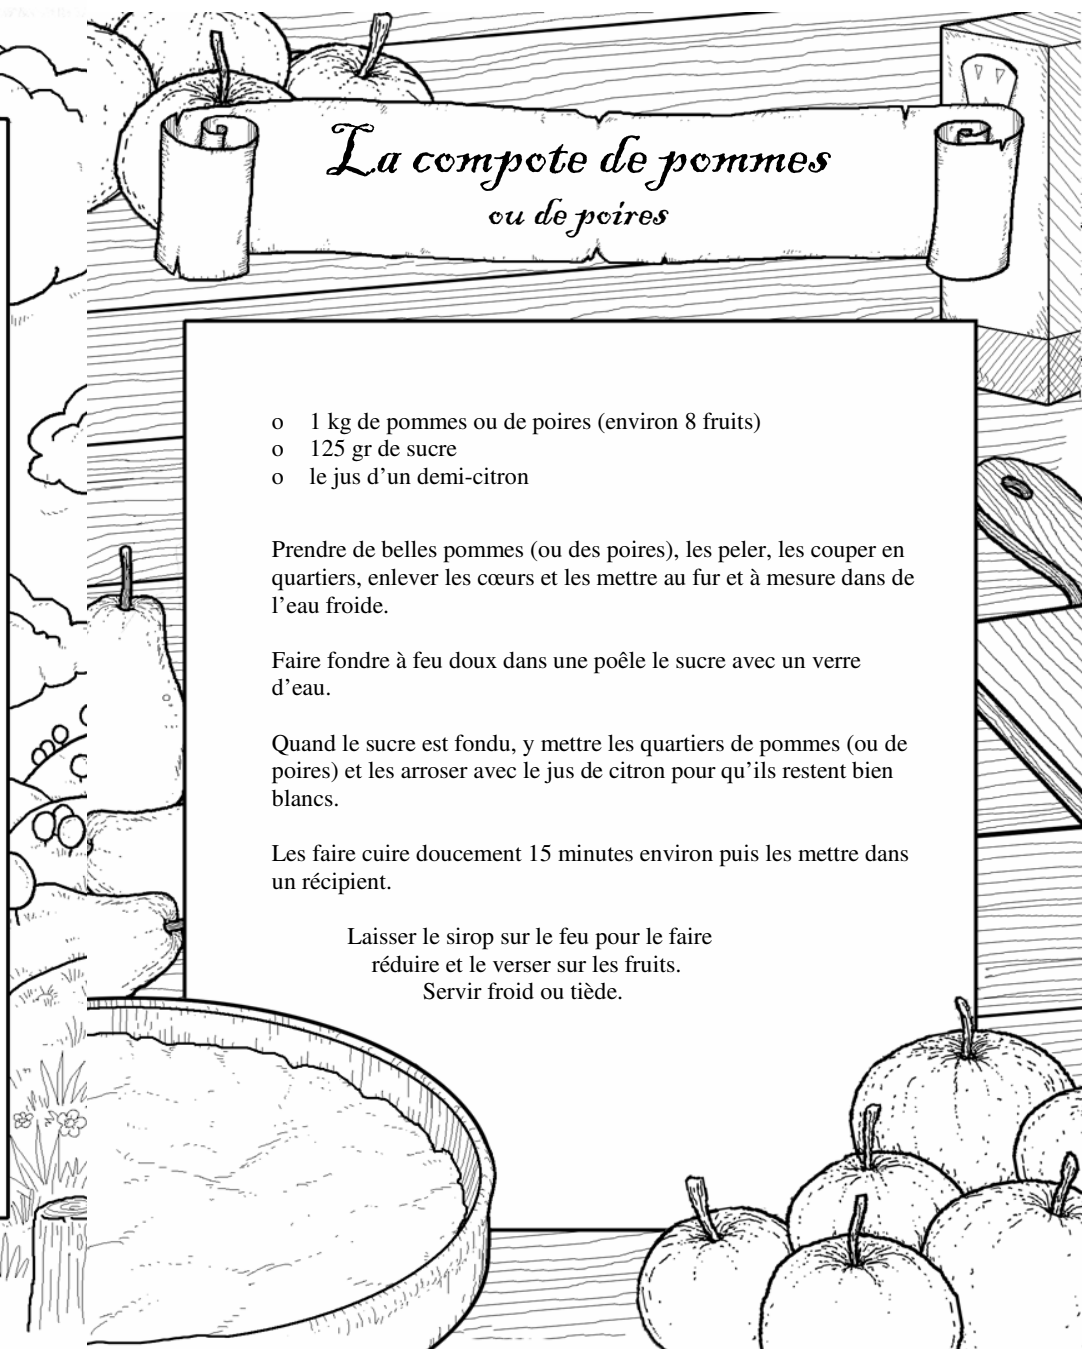 La compote de pommes
ou de poires
o 1 kg de pommes ou de poires (environ 8 fruits)
o 125 gr de sucre
o le jus d’un demi-citron
Prendre de belles pommes (ou des poires), les peler, les couper en
quartiers, enlever les cœurs et les mettre au fur et à mesure dans de
l’eau froide.
Faire fondre à feu doux dans une poêle le sucre avec un verre
d’eau.
Quand le sucre est fondu, y mettre les quartiers de pommes (ou de
poires) et les arroser avec le jus de citron pour qu’ils restent bien
blancs.
Les faire cuire doucement 15 minutes environ puis les mettre dans
un récipient.
Laisser le sirop sur le feu pour le faire
réduire et le verser sur les fruits.
Servir froid ou tiède.